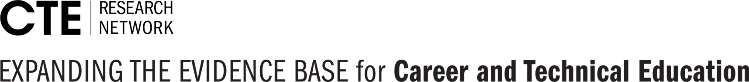 CTE RESEARCH
NETWORK
EXPANDING THE EVIDENCE BASE for Career and Technical Education